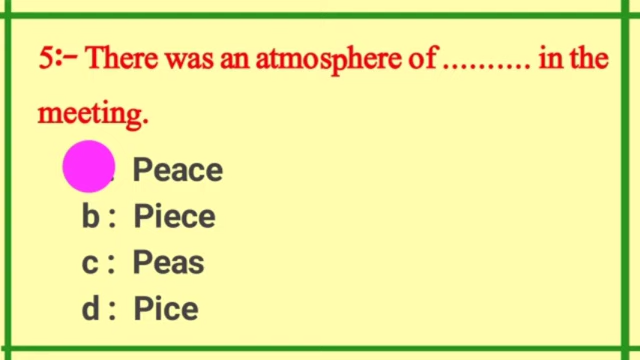 5:- There was an atmosphere of .......... in the
meeting.
: Peace
b : Piece
c : Peas
d : Pice